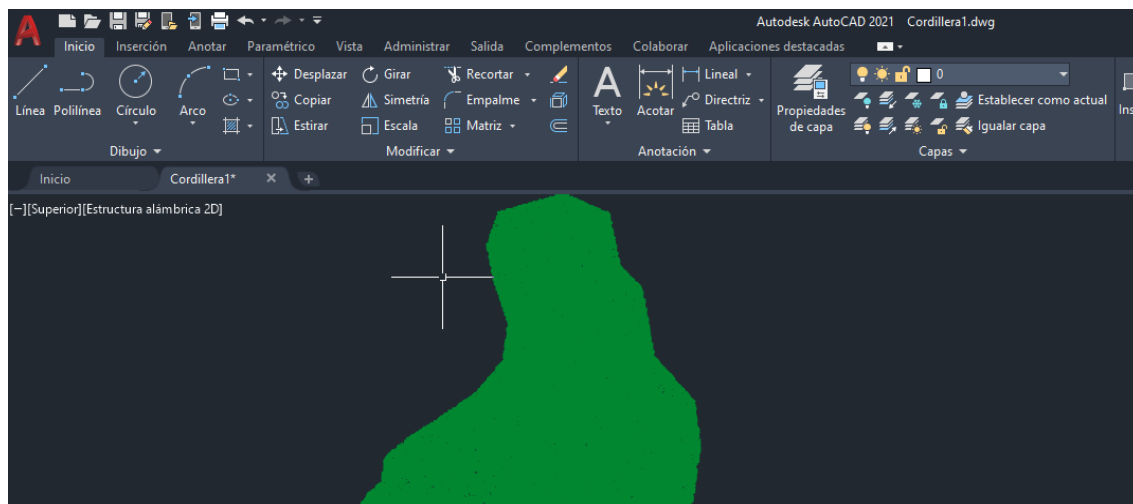 Autodesk AutoCAD 2021 Cordillera1.dwg
Inicio Inserción Anotar Paramétrico Vista Administrar Salida Complementos Colaborar Aplicaciones destacadas
Línea Polilínea Círculo Arco
Dibujo
Desplazar Girar Recortar
Copiar Simetría Empalme
Estirar Escala Matriz
Modificar
Texto Acotar
Lineal
Directriz
Tabla
Anotación
Propiedades
de capa
0
Establecer como actual
Igualar capa
Capas
Ins
Inicio Cordillera1*
[−][Superior][Estructura alámbrica 2D]